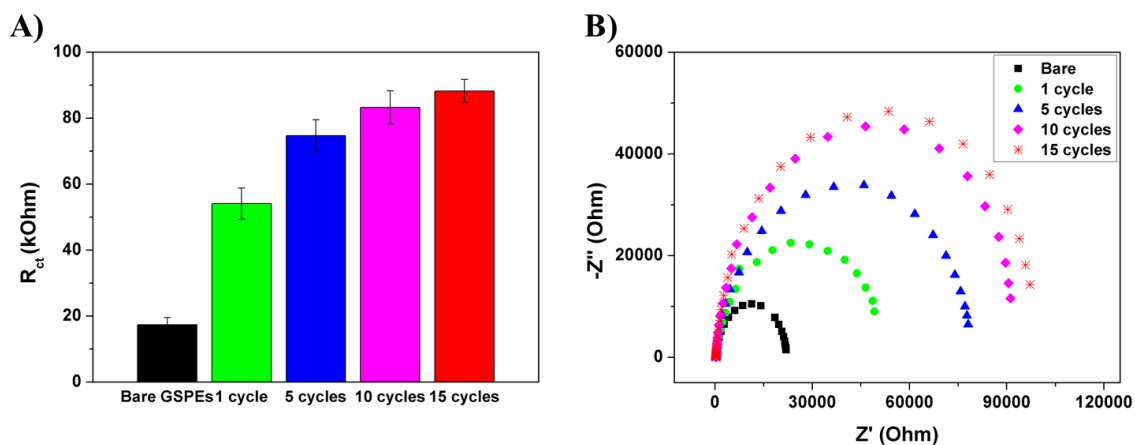 A)
100
80
60
40
20
0
R_ct (kOhm)
Bare GSPEs 1 cycle 5 cycles 10 cycles 15 cycles
B)
60000
40000
20000
0
-Z'' (Ohm)
Bare
1 cycle
5 cycles
10 cycles
15 cycles
0 30000 60000 90000 120000
Z' (Ohm)